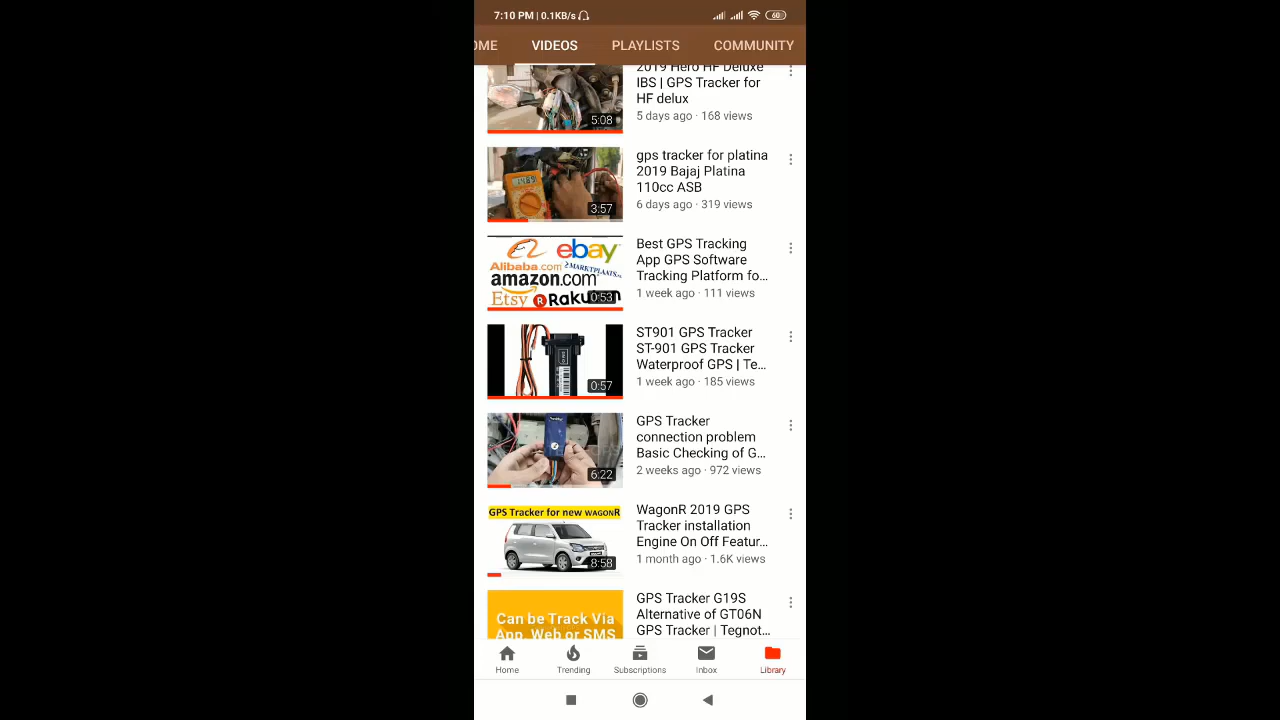 7:10 PM | 0.1KB/s
60
OME VIDEOS PLAYLISTS COMMUNITY
2019 Hero HF Deluxe
IBS | GPS Tracker for
HF delux
5 days ago · 168 views
5:08
gps tracker for platina
2019 Bajaj Platina
110cc ASB
6 days ago · 319 views
3:57
ebay
Alibaba.com
amazon.com
Etsy Rakuten
0:53
Best GPS Tracking
App GPS Software
Tracking Platform fo...
1 week ago · 111 views
0:57
ST901 GPS Tracker
ST-901 GPS Tracker
Waterproof GPS | Te...
1 week ago · 185 views
6:22
GPS Tracker
connection problem
Basic Checking of G...
2 weeks ago · 972 views
GPS Tracker for new WAGONR
8:58
WagonR 2019 GPS
Tracker installation
Engine On Off Featur...
1 month ago · 1.6K views
Can be Track Via
App, Web or SMS
GPS Tracker G19S
Alternative of GT06N
GPS Tracker | Tegnot...
Home Trending Subscriptions Inbox Library